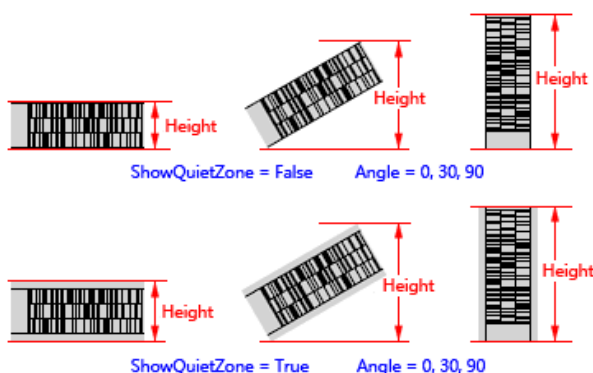 Height
Height
Height
ShowQuietZone = False Angle = 0, 30, 90
Height
Height
Height
ShowQuietZone = True Angle = 0, 30, 90